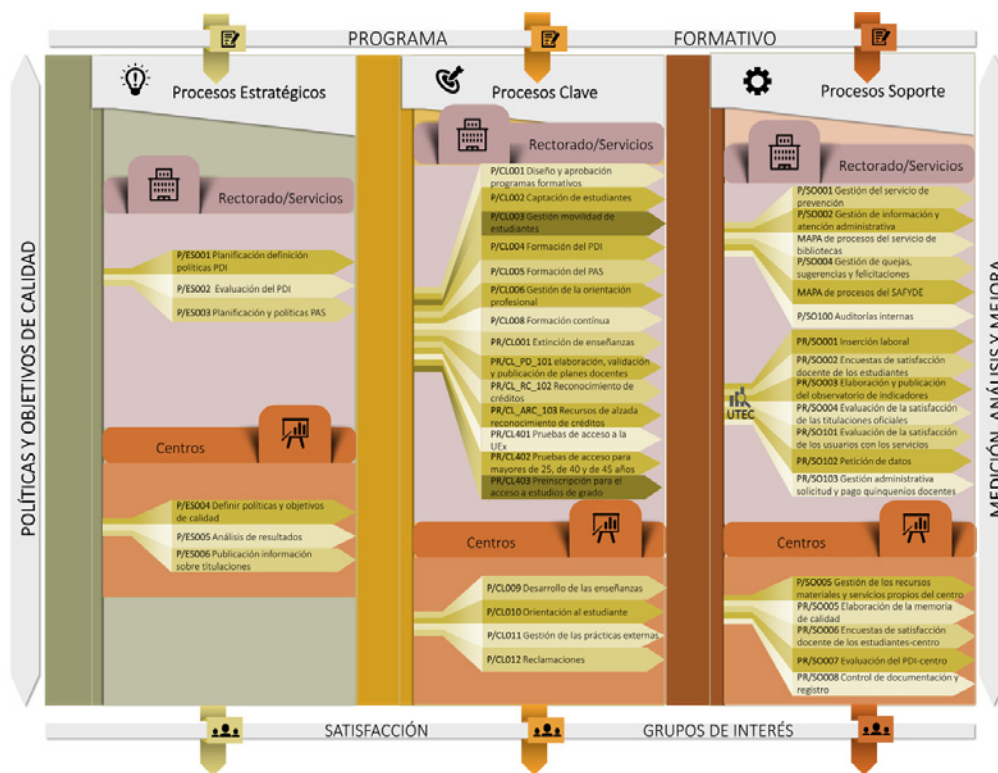 PROGRAMA FORMATIVO
POLÍTICAS Y OBJETIVOS DE CALIDAD
Procesos Estratégicos
Rectorado/Servicios
P/ES001 Planificación definición
políticas PDI
P/ES002 Evaluación del PDI
P/ES003 Planificación y políticas PAS
Centros
P/ES004 Definir políticas y objetivos
de calidad
P/ES005 Análisis de resultados
P/ES006 Publicación información
sobre titulaciones
Procesos Clave
Rectorado/Servicios
P/CL001 Diseño y aprobación
programas formativos
P/CL002 Captación de estudiantes
P/CL003 Gestión movilidad de
estudiantes
P/CL004 Formación del PDI
P/CL005 Formación del PAS
P/CL006 Gestión de la orientación
profesional
P/CL008 Formación contínua
PR/CL001 Extinción de enseñanzas
PR/CL_PD_101 elaboración, validación
y publicación de planes docentes
PR/CL_RC_102 Reconocimiento de
créditos
PR/CL_ARC_103 Recursos de alzada
reconocimiento de créditos
PR/CL401 Pruebas de acceso a la
UEx
PR/CL402 Pruebas de acceso para
mayores de 25, de 40 y de 45 años
PR/CL403 Preinscripción para el
acceso a estudios de grado
Centros
P/CL009 Desarrollo de las enseñanzas
P/CL010 Orientación al estudiante
P/CL011 Gestión de las prácticas externas
P/CL012 Reclamaciones
Procesos Soporte
Rectorado/Servicios
P/SO001 Gestión del servicio de
prevención
P/SO002 Gestión de información y
atención administrativa
MAPA de procesos del servicio de
bibliotecas
P/SO004 Gestión de quejas,
sugerencias y felicitaciones
MAPA de procesos del SAFYDE
P/SO100 Auditorías internas
UTEC
PR/SO001 Inserción laboral
PR/SO002 Encuestas de satisfacción
docente de los estudiantes
PR/SO003 Elaboración y publicación
del observatorio de indicadores
PR/SO004 Evaluación de la satisfacción
de las titulaciones oficiales
PR/SO101 Evaluación de la satisfacción
de los usuarios con los servicios
PR/SO102 Petición de datos
PR/SO103 Gestión administrativa
solicitud y pago quinquenios docentes
Centros
P/SO005 Gestión de los recursos
materiales y servicios propios del centro
PR/SO005 Elaboración de la memoria
de calidad
PR/SO006 Encuestas de satisfacción
docente de los estudiantes-centro
PR/SO007 Evaluación del PDI-centro
PR/SO008 Control de documentación y
registro
MEDICIÓN, ANÁLISIS Y MEJORA
SATISFACCIÓN GRUPOS DE INTERÉS